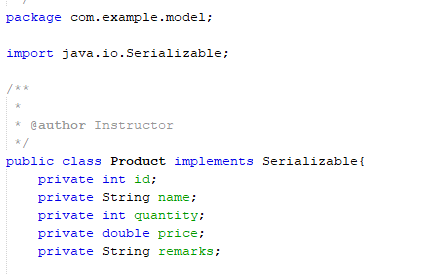 */
package com.example.model;
import java.io.Serializable;
/**
*
* @author Instructor
*/
public class Product implements Serializable{
private int id;
private String name;
private int quantity;
private double price;
private String remarks;